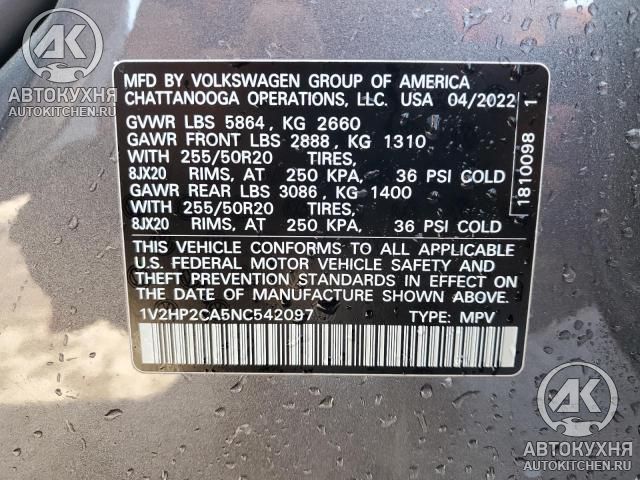 MFD BY VOLKSWAGEN GROUP OF AMERICA
CHATTANOOGA OPERATIONS, LLC. USA 04/2022
GVWR LBS 5864, KG 2660
GAWR FRONT LBS 2888, KG 1310
WITH 255/50R20 TIRES,
8JX20 RIMS, AT 250 KPA, 36 PSI COLD
GAWR REAR LBS 3086, KG 1400
WITH 255/50R20 TIRES,
8JX20 RIMS, AT 250 KPA, 36 PSI COLD
THIS VEHICLE CONFORMS TO ALL APPLICABLE
U.S. FEDERAL MOTOR VEHICLE SAFETY AND
THEFT PREVENTION STANDARDS IN EFFECT ON THE
DATE OF MANUFACTURE SHOWN ABOVE.
1V2HP2CA5NC542097 TYPE: MPV
1810098 1
АК
АВТОКУХНЯ
AUTOKITCHEN.RU
АК
АВТОКУХНЯ
AUTOKITCHEN.RU